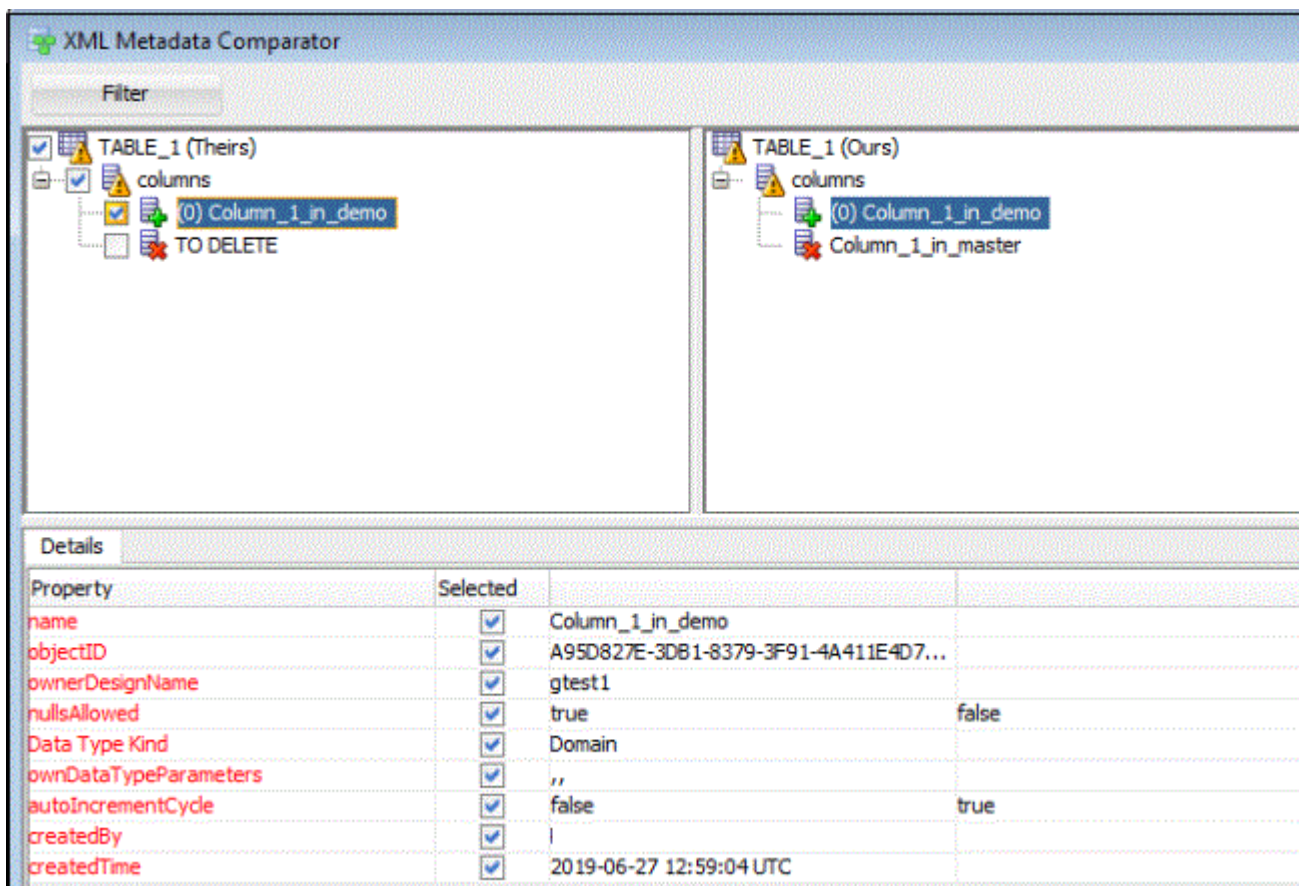 XML Metadata Comparator
Filter
TABLE_1 (Theirs)
columns
(0) Column_1_in_demo
TO DELETE
TABLE_1 (Ours)
columns
(0) Column_1_in_demo
Column_1_in_master
Details
Property Selected
name Column_1_in_demo
objectID A95D827E-3DB1-8379-3F91-4A411E4D7...
ownerDesignName gtest1
nullsAllowed true false
Data Type Kind Domain
ownDataTypeParameters ,,
autoIncrementCycle false true
createdBy l
createdTime 2019-06-27 12:59:04 UTC